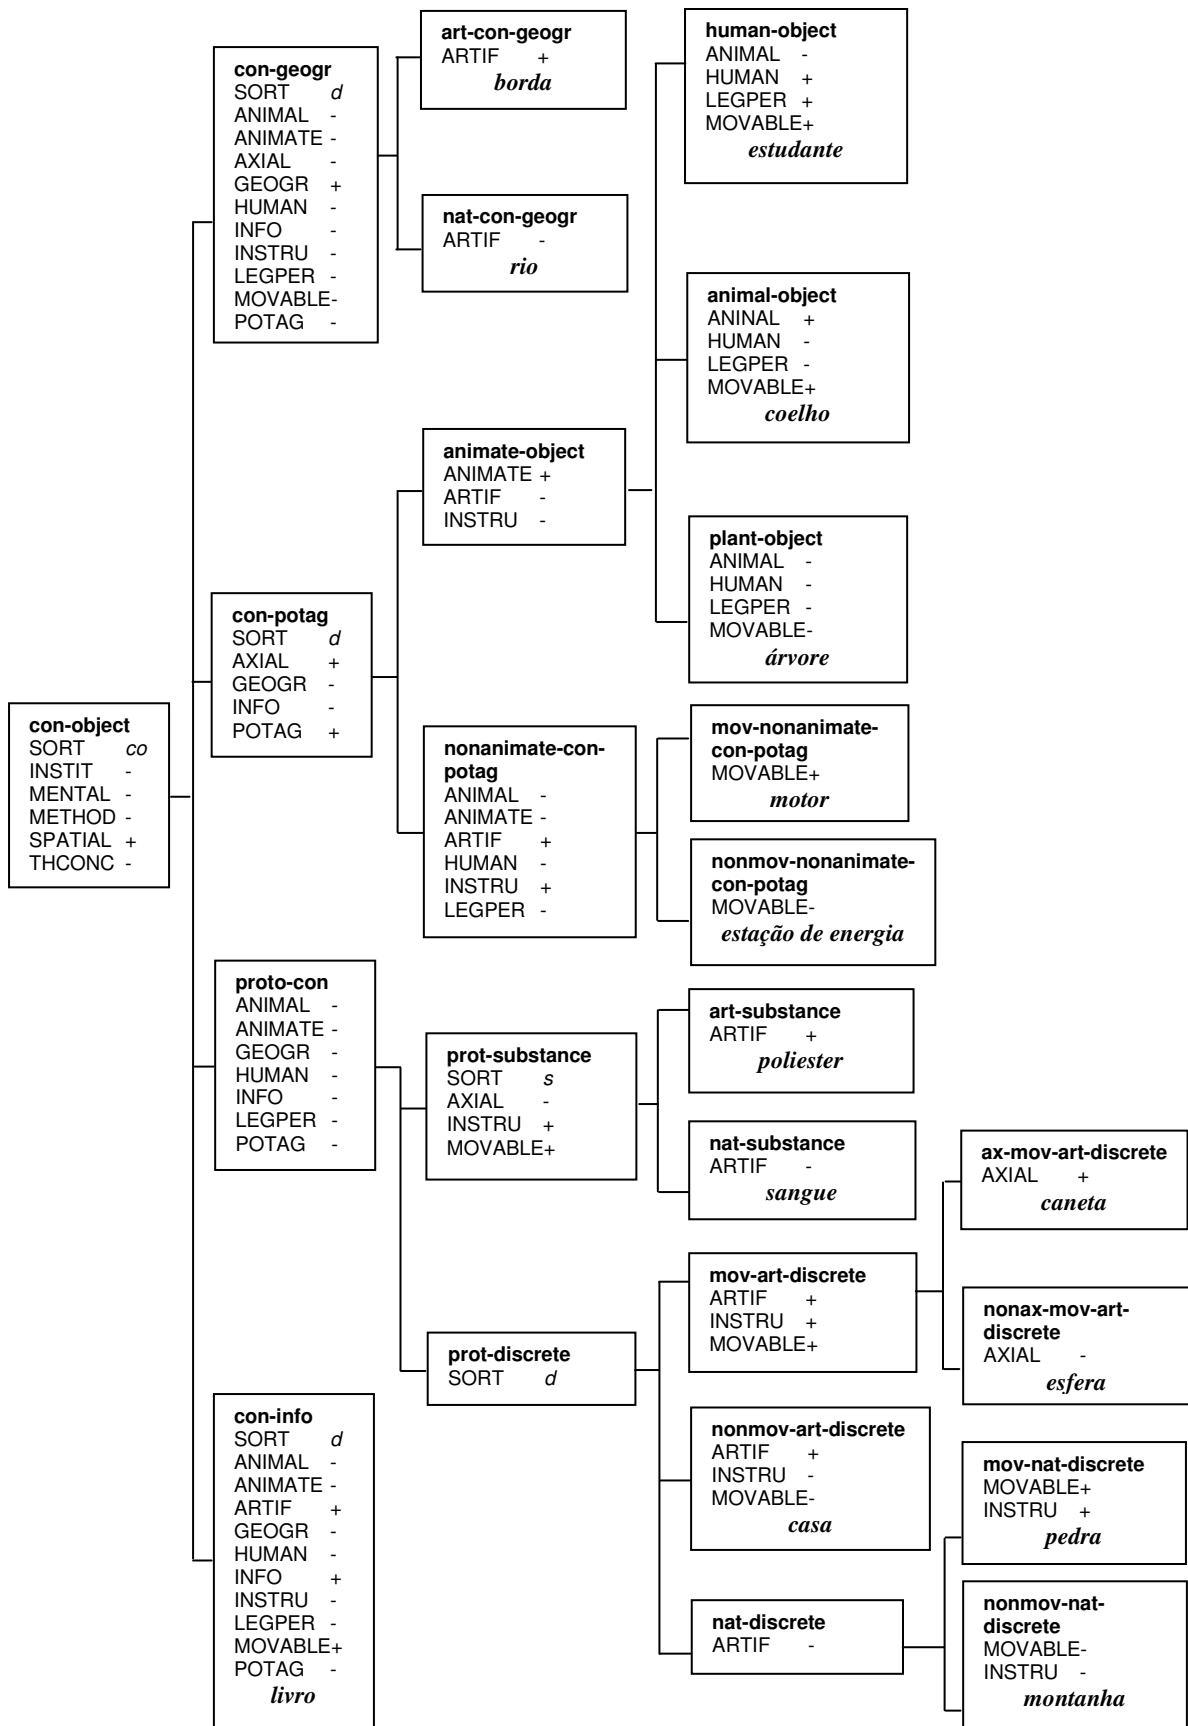 con-object
SORT co
INSTIT -
MENTAL -
METHOD -
SPATIAL +
THCONC -
con-geogr
SORT d
ANIMAL -
ANIMATE -
AXIAL -
GEOGR +
HUMAN -
INFO -
INSTRU -
LEGPER -
MOVABLE-
POTAG -
art-con-geogr
ARTIF +
borda
nat-con-geogr
ARTIF -
rio
con-potag
SORT d
AXIAL +
GEOGR -
INFO -
POTAG +
animate-object
ANIMATE +
ARTIF -
INSTRU -
human-object
ANIMAL -
HUMAN +
LEGPER +
MOVABLE+
estudante
animal-object
ANINAL +
HUMAN -
LEGPER -
MOVABLE+
coelho
plant-object
ANIMAL -
HUMAN -
LEGPER -
MOVABLE-
árvore
nonanimate-con-
potag
ANIMAL -
ANIMATE -
ARTIF +
HUMAN -
INSTRU +
LEGPER -
mov-nonanimate-
con-potag
MOVABLE+
motor
nonmov-nonanimate-
con-potag
MOVABLE-
estação de energia
proto-con
ANIMAL -
ANIMATE -
GEOGR -
HUMAN -
INFO -
LEGPER -
POTAG -
prot-substance
SORT s
AXIAL -
INSTRU +
MOVABLE+
art-substance
ARTIF +
poliester
nat-substance
ARTIF -
sangue
prot-discrete
SORT d
mov-art-discrete
ARTIF +
INSTRU +
MOVABLE+
ax-mov-art-discrete
AXIAL +
caneta
nonax-mov-art-
discrete
AXIAL -
esfera
nonmov-art-discrete
ARTIF +
INSTRU -
MOVABLE-
casa
nat-discrete
ARTIF -
mov-nat-discrete
MOVABLE+
INSTRU +
pedra
nonmov-nat-
discrete
MOVABLE-
INSTRU -
montanha
con-info
SORT d
ANIMAL -
ANIMATE -
ARTIF +
GEOGR -
HUMAN -
INFO +
INSTRU -
LEGPER -
MOVABLE+
POTAG -
livro